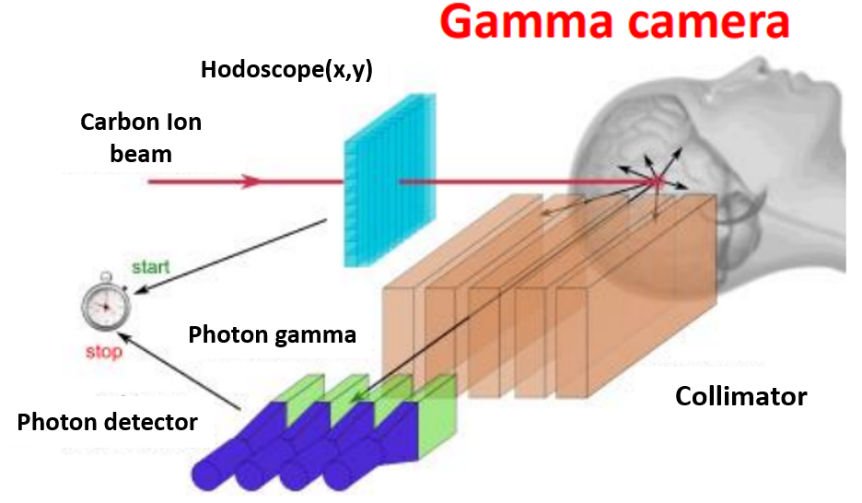 Gamma camera
Hodoscope(x,y)
Carbon Ion
beam
start
stop
Photon gamma
Photon detector
Collimator